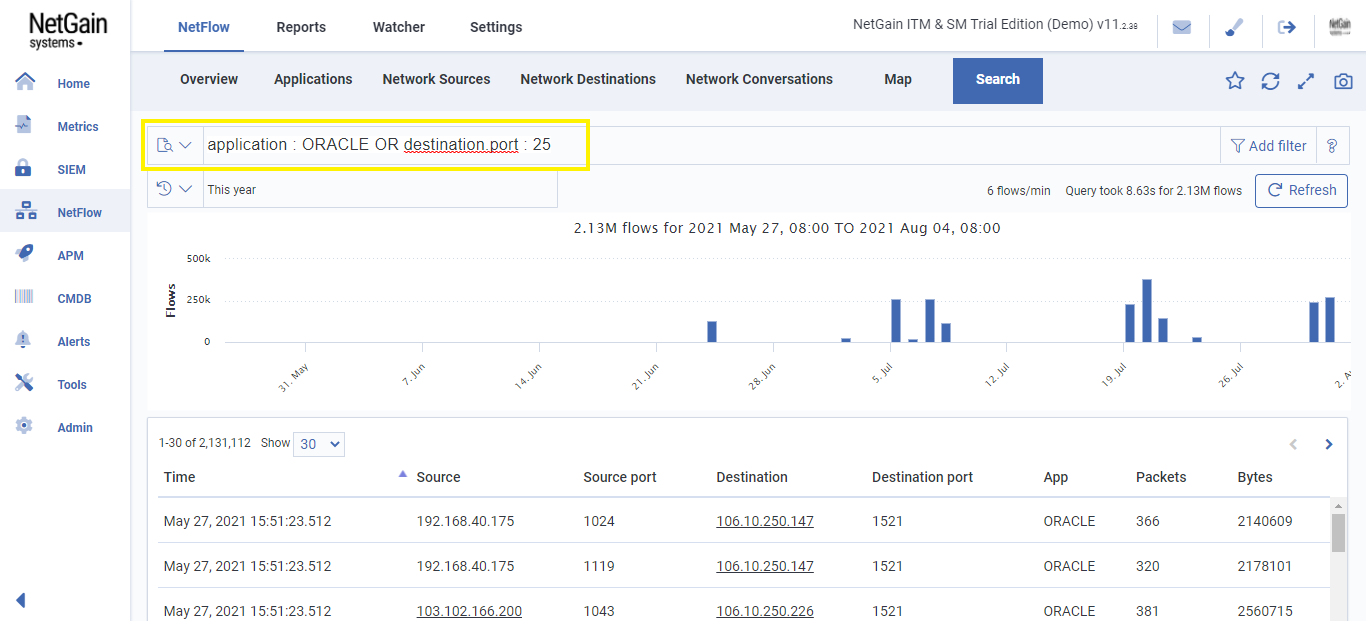 NetGain
systems
NetFlow Reports Watcher Settings
NetGain ITM & SM Trial Edition (Demo) v11.2.38
NetGain
Home
Metrics
SIEM
NetFlow
APM
CMDB
Alerts
Tools
Admin
Overview Applications Network Sources Network Destinations Network Conversations Map Search
application : ORACLE OR destination.port : 25
Add filter ?
This year
6 flows/min Query took 8.63s for 2.13M flows Refresh
2.13M flows for 2021 May 27, 08:00 TO 2021 Aug 04, 08:00
Flows
500k
250k
0
31. May 7. Jun 14. Jun 21. Jun 28. Jun 5. Jul 12. Jul 19. Jul 26. Jul 2. A
1-30 of 2,131,112 Show 30
Time Source Source port Destination Destination port App Packets Bytes
May 27, 2021 15:51:23.512 192.168.40.175 1024 106.10.250.147 1521 ORACLE 366 2140609
May 27, 2021 15:51:23.512 192.168.40.175 1119 106.10.250.147 1521 ORACLE 320 2178101
May 27, 2021 15:51:23.512 103.102.166.200 1043 106.10.250.226 1521 ORACLE 381 2560715